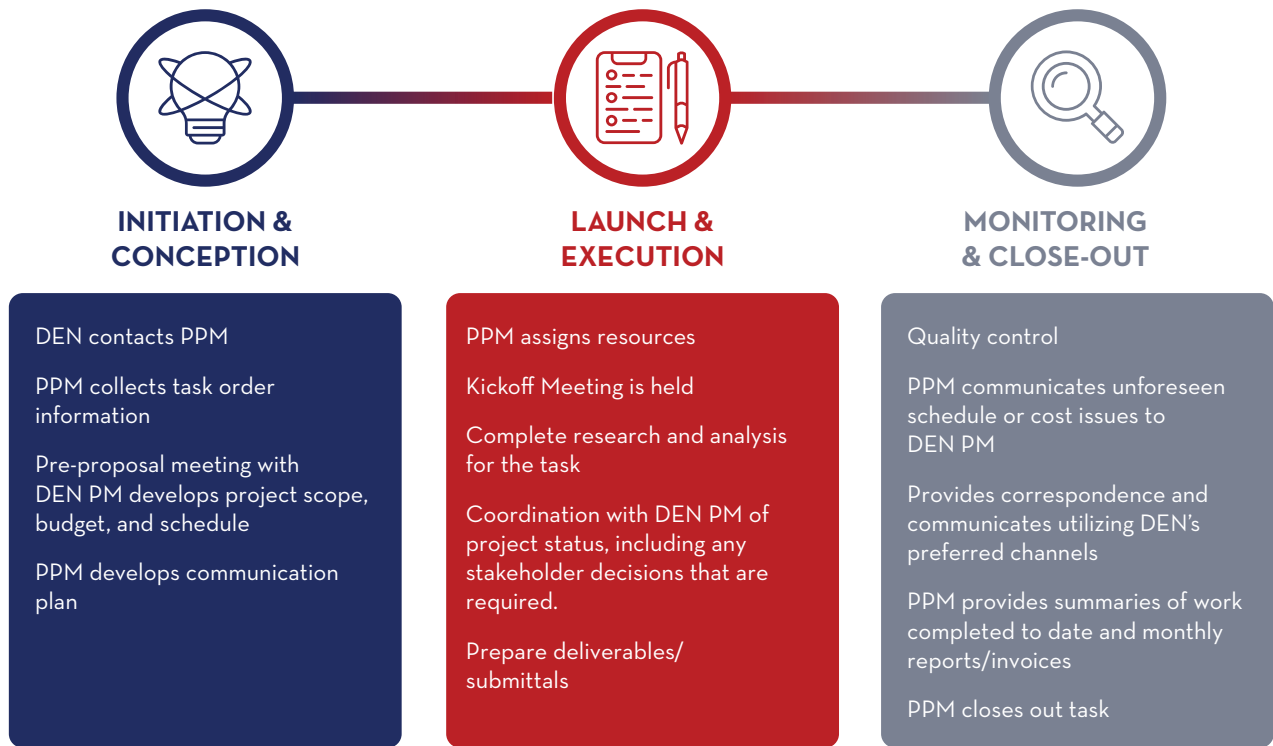 INITIATION &
CONCEPTION
DEN contacts PPM
PPM collects task order
information
Pre-proposal meeting with
DEN PM develops project scope,
budget, and schedule
PPM develops communication
plan
LAUNCH &
EXECUTION
PPM assigns resources
Kickoff Meeting is held
Complete research and analysis
for the task
Coordination with DEN PM of
project status, including any
stakeholder decisions that are
required.
Prepare deliverables/
submittals
MONITORING
& CLOSE-OUT
Quality control
PPM communicates unforeseen
schedule or cost issues to
DEN PM
Provides correspondence and
communicates utilizing DEN’s
preferred channels
PPM provides summaries of work
completed to date and monthly
reports/invoices
PPM closes out task